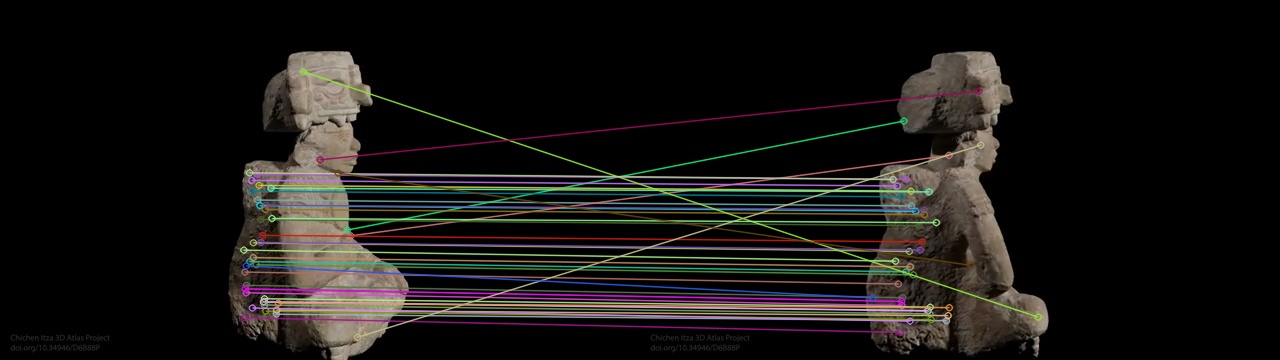 Chichen Itza 3D Atlas Project
doi.org/10.34946/D6B88P
Chichen Itza 3D Atlas Project
doi.org/10.34946/D6B88P